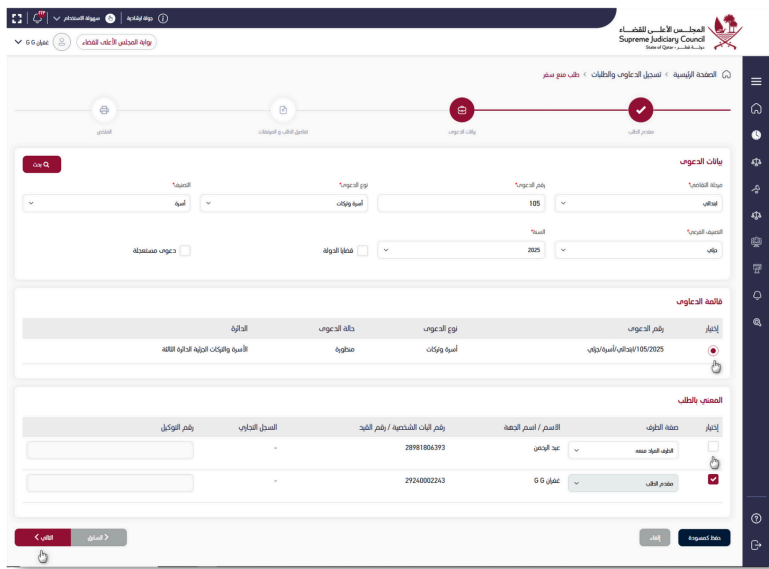 المجلس الأعلى للقضاء
Supreme Judiciary Council
State of Qatar - دولة قطر
جولة ارشادية
سهولة الاستخدام
بوابة المجلس الأعلى للقضاء
عفران G G
الصفحة الرئيسية > تسجيل الدعاوى والطلبات > طلب منع سفر
مقدم الطلب
بيانات الدعوى
تفاصيل الطلب و المرفقات
الملخص
بيانات الدعوى
بحث
مرحلة التقاضي*
رقم الدعوى*
نوع الدعوى*
التصنيف*
ابتدائي
105
أسرة وتركات
أسرة
التصنيف الفرعي*
السنة*
جزئي
2025
قضايا الدولة
دعوى مستعجلة
قائمة الدعاوى
إختيار
رقم الدعوى
نوع الدعوى
حالة الدعوى
الدائرة
105/2025/ابتدائي/أسرة/جزئي
أسرة وتركات
منظورة
الأسرة والتركات الجزئية الدائرة الثالثة
المعني بالطلب
إختيار
صفة الطرف
الاسم / اسم الجهة
رقم اثبات الشخصية / رقم القيد
السجل التجاري
رقم التوكيل
الطرف المراد منعه
عبد الرحمن
28981806393
-
مقدم الطلب
عفران G G
29240002243
-
حفظ كمسودة
إلغاء
السابق
التالي